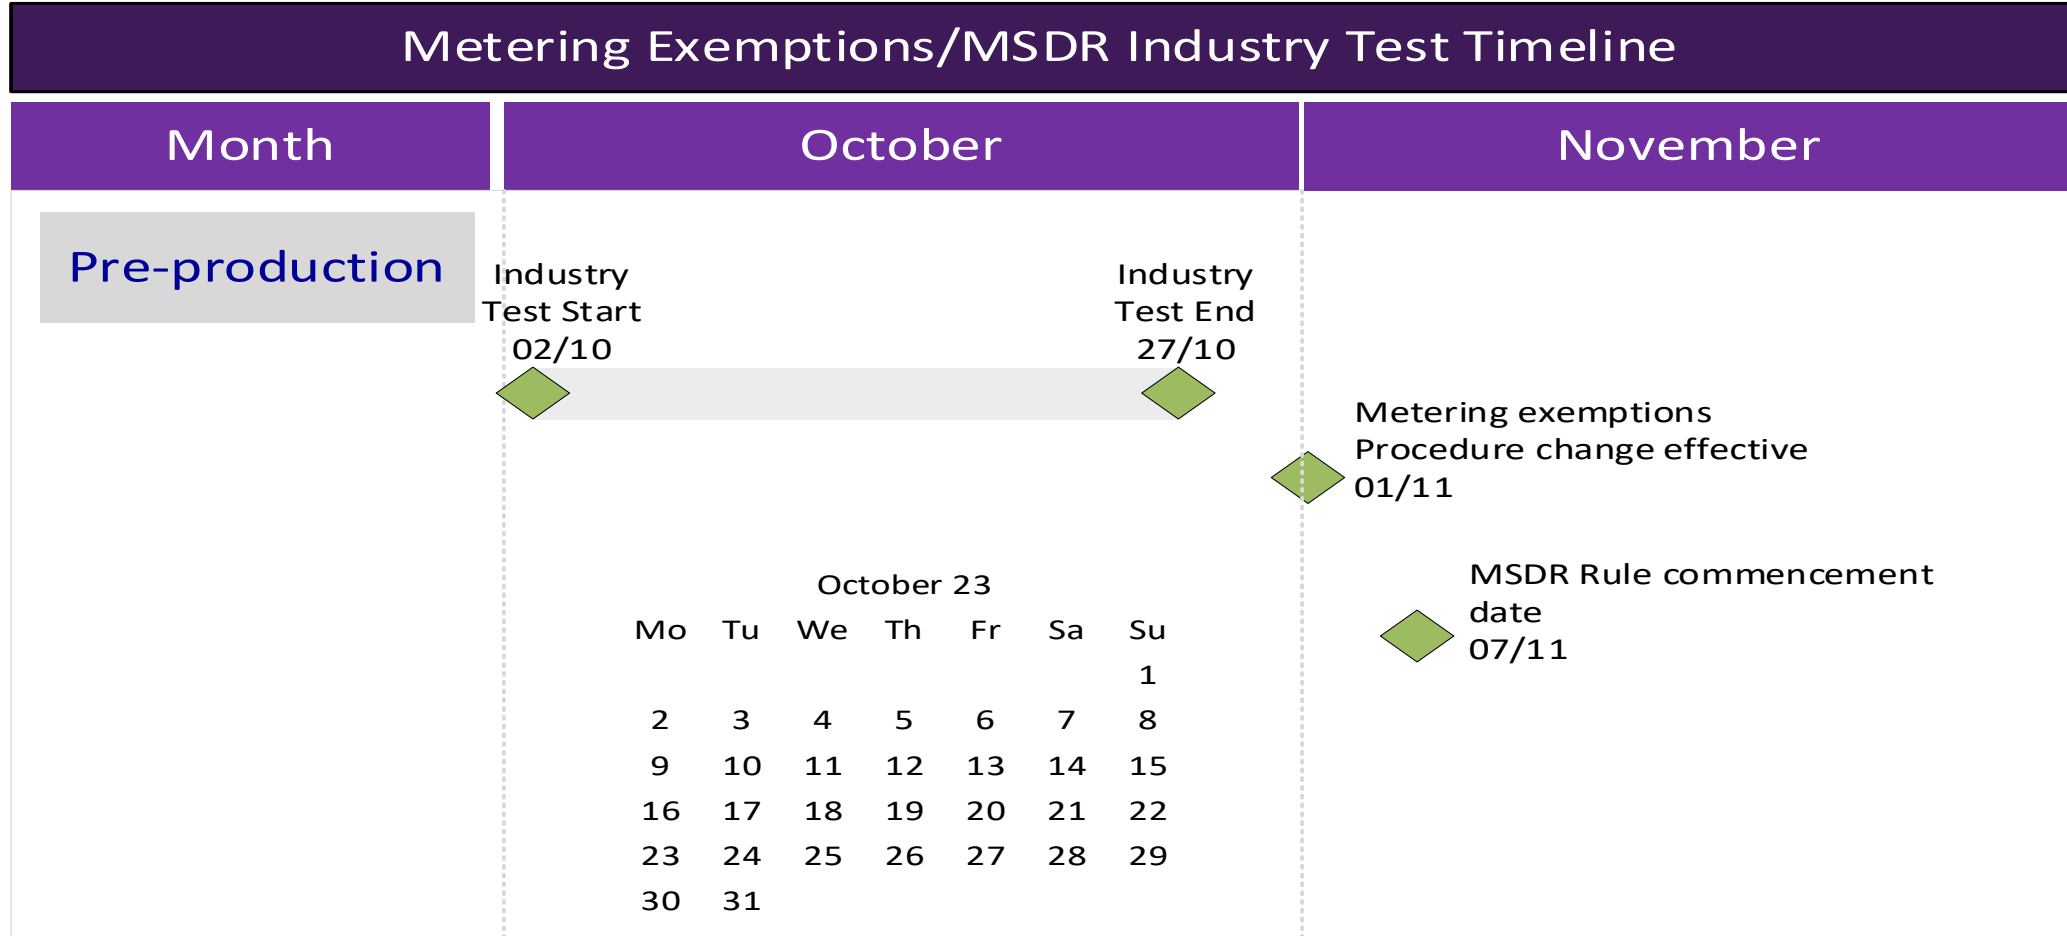 Metering Exemptions/MSDR Industry Test Timeline
Month October November
Pre-production
Industry
Test Start
02/10
Industry
Test End
27/10
Metering exemptions
Procedure change effective
01/11
MSDR Rule commencement
date
07/11
October 23
Mo Tu We Th Fr Sa Su
1
2 3 4 5 6 7 8
9 10 11 12 13 14 15
16 17 18 19 20 21 22
23 24 25 26 27 28 29
30 31